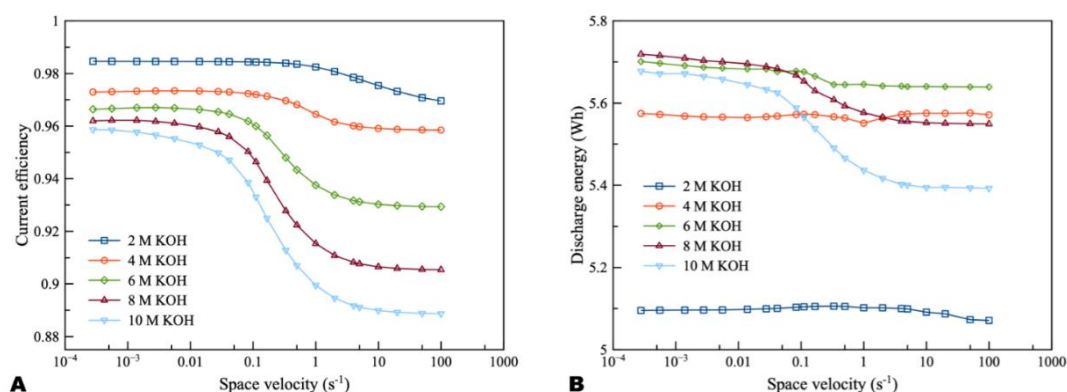 1
0.98
0.96
0.94
0.92
0.9
0.88
Current efficiency
2 M KOH
4 M KOH
6 M KOH
8 M KOH
10 M KOH
10⁻⁴ 10⁻³ 0.01 0.1 1 10 100 1000
Space velocity (s⁻¹)
A
5.8
5.6
5.4
5.2
5
Discharge energy (Wh)
2 M KOH
4 M KOH
6 M KOH
8 M KOH
10 M KOH
10⁻⁴ 10⁻³ 0.01 0.1 1 10 100 1000
Space velocity (s⁻¹)
B